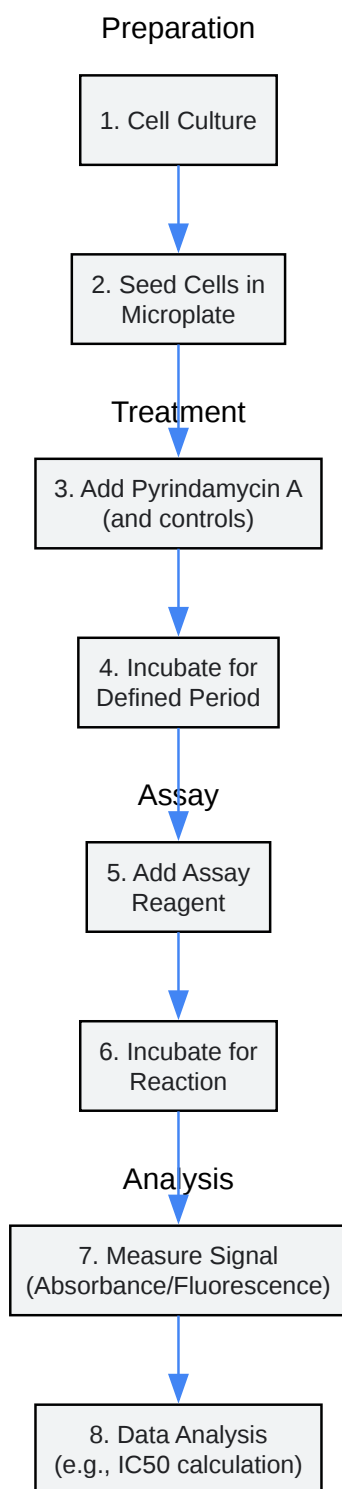 Preparation
1. Cell Culture
2. Seed Cells in
Microplate
Treatment
3. Add Pyrindamycin A
(and controls)
4. Incubate for
Defined Period
Assay
5. Add Assay
Reagent
6. Incubate for
Reaction
Analysis
7. Measure Signal
(Absorbance/Fluorescence)
8. Data Analysis
(e.g., IC50 calculation)